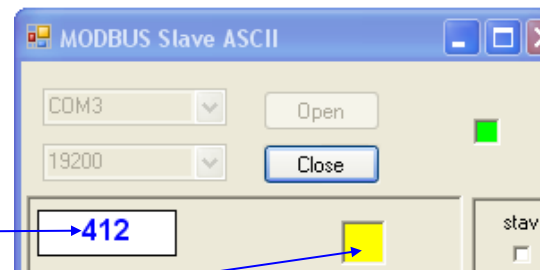 MODBUS Slave ASCII
COM3
Open
19200
Close
412
stav